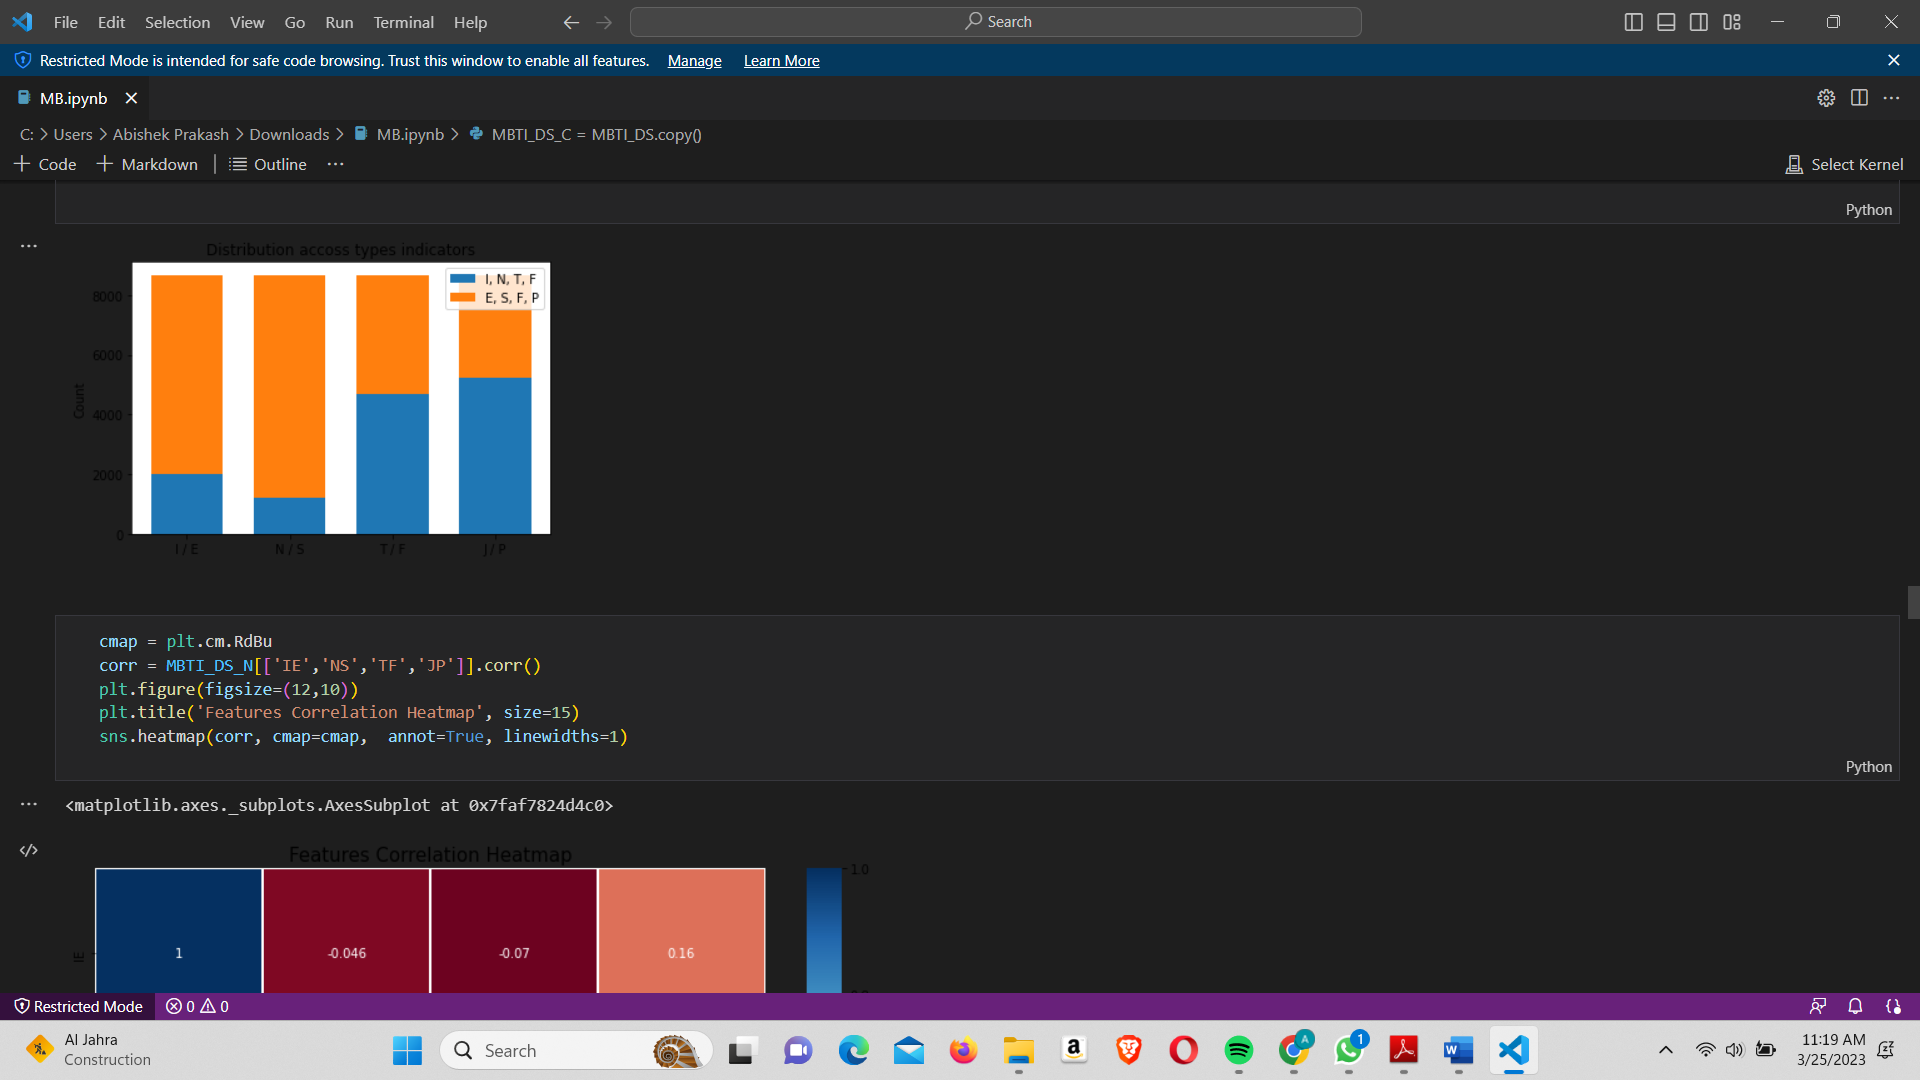 File Edit Selection View Go Run Terminal Help
Search
Restricted Mode is intended for safe code browsing. Trust this window to enable all features. Manage Learn More
MB.ipynb
C: > Users > Abishek Prakash > Downloads > MB.ipynb > MBTI_DS_C = MBTI_DS.copy()
+ Code + Markdown | Outline ...
Select Kernel
Python
...
Distribution accoss types indicators
I, N, T, F
E, S, F, P
8000
6000
Count
4000
2000
0
I / E N / S T / F J / P
cmap = plt.cm.RdBu
corr = MBTI_DS_N[['IE','NS','TF','JP']].corr()
plt.figure(figsize=(12,10))
plt.title('Features Correlation Heatmap', size=15)
sns.heatmap(corr, cmap=cmap,  annot=True, linewidths=1)
Python
...
<matplotlib.axes._subplots.AxesSubplot at 0x7faf7824d4c0>
Features Correlation Heatmap
1.0
IE
1 -0.046 -0.07 0.16
Restricted Mode 0 0
Al Jahra
Construction
Search
A
1
11:19 AM
3/25/2023